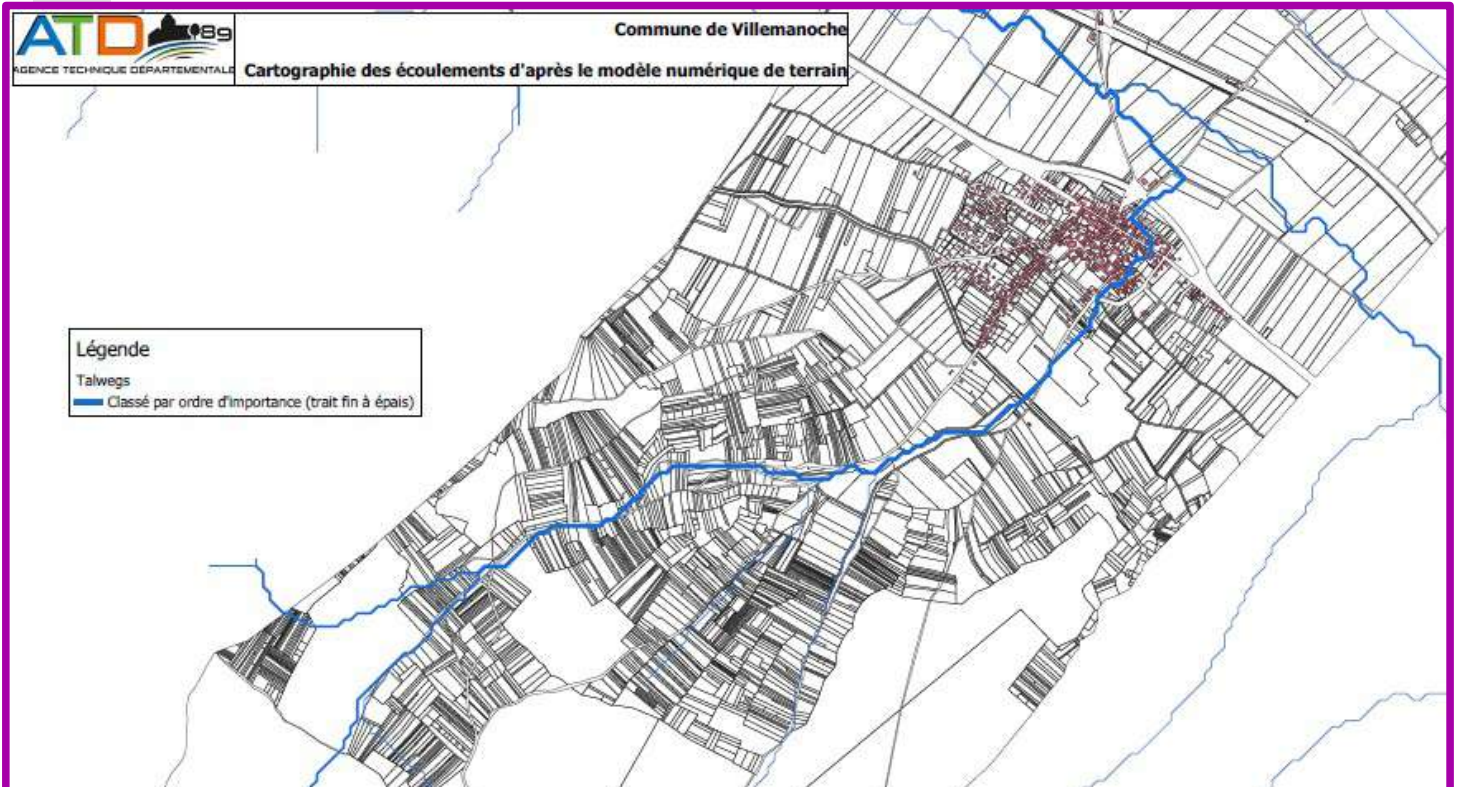 ATD 89
AGENCE TECHNIQUE DÉPARTEMENTALE
Commune de Villemanoche
Cartographie des écoulements d'après le modèle numérique de terrain
Légende
Talwegs
Classé par ordre d'importance (trait fin à épais)